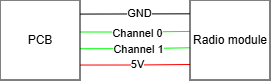 GND
PCB
Channel 0
Radio module
Channel 1
5V